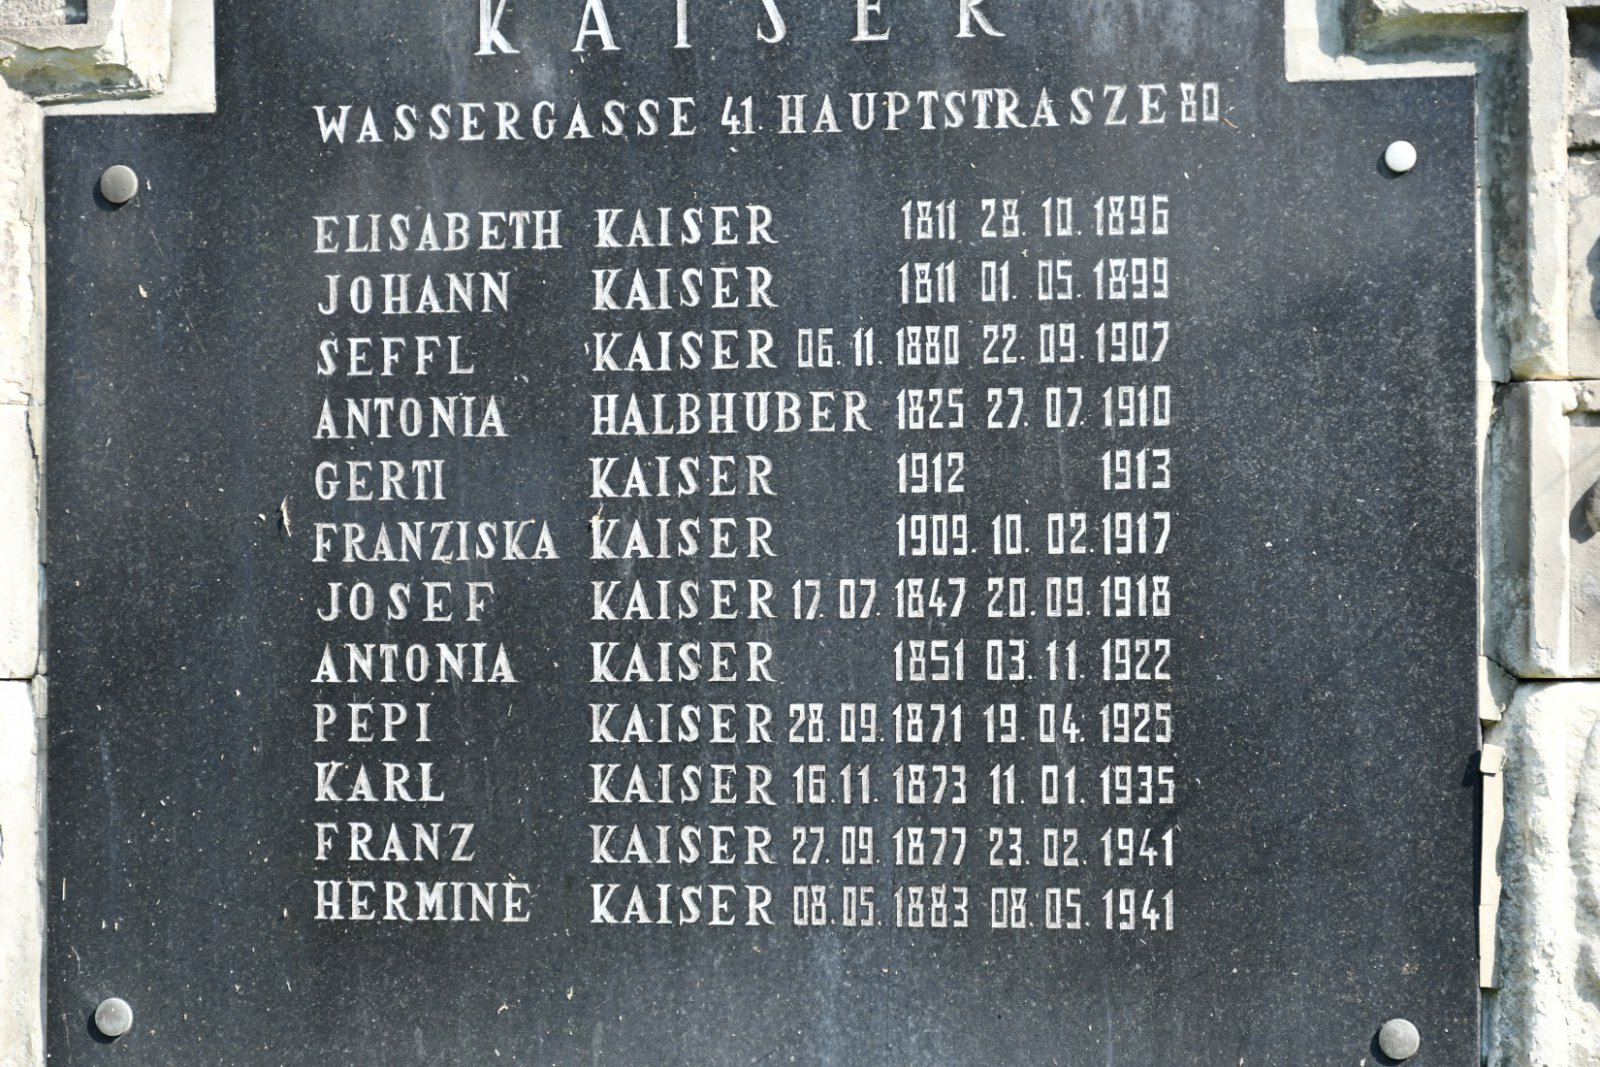 KAISER
WASSERGASSE 41. HAUPTSTRASZE 80
ELISABETH KAISER 1811 28. 10. 1896
JOHANN KAISER 1811 01. 05. 1899
SEFFL KAISER 06. 11. 1880 22. 09. 1907
ANTONIA HALBHUBER 1825 27. 07. 1910
GERTI KAISER 1912 1913
FRANZISKA KAISER 1909. 10. 02. 1917
JOSEF KAISER 17. 07. 1847 20. 09. 1918
ANTONIA KAISER 1851 03. 11. 1922
PEPI KAISER 28. 09. 1871 19. 04. 1925
KARL KAISER 16. 11. 1873 11. 01. 1935
FRANZ KAISER 27. 09. 1877 23. 02. 1941
HERMINE KAISER 08. 05. 1883 08. 05. 1941